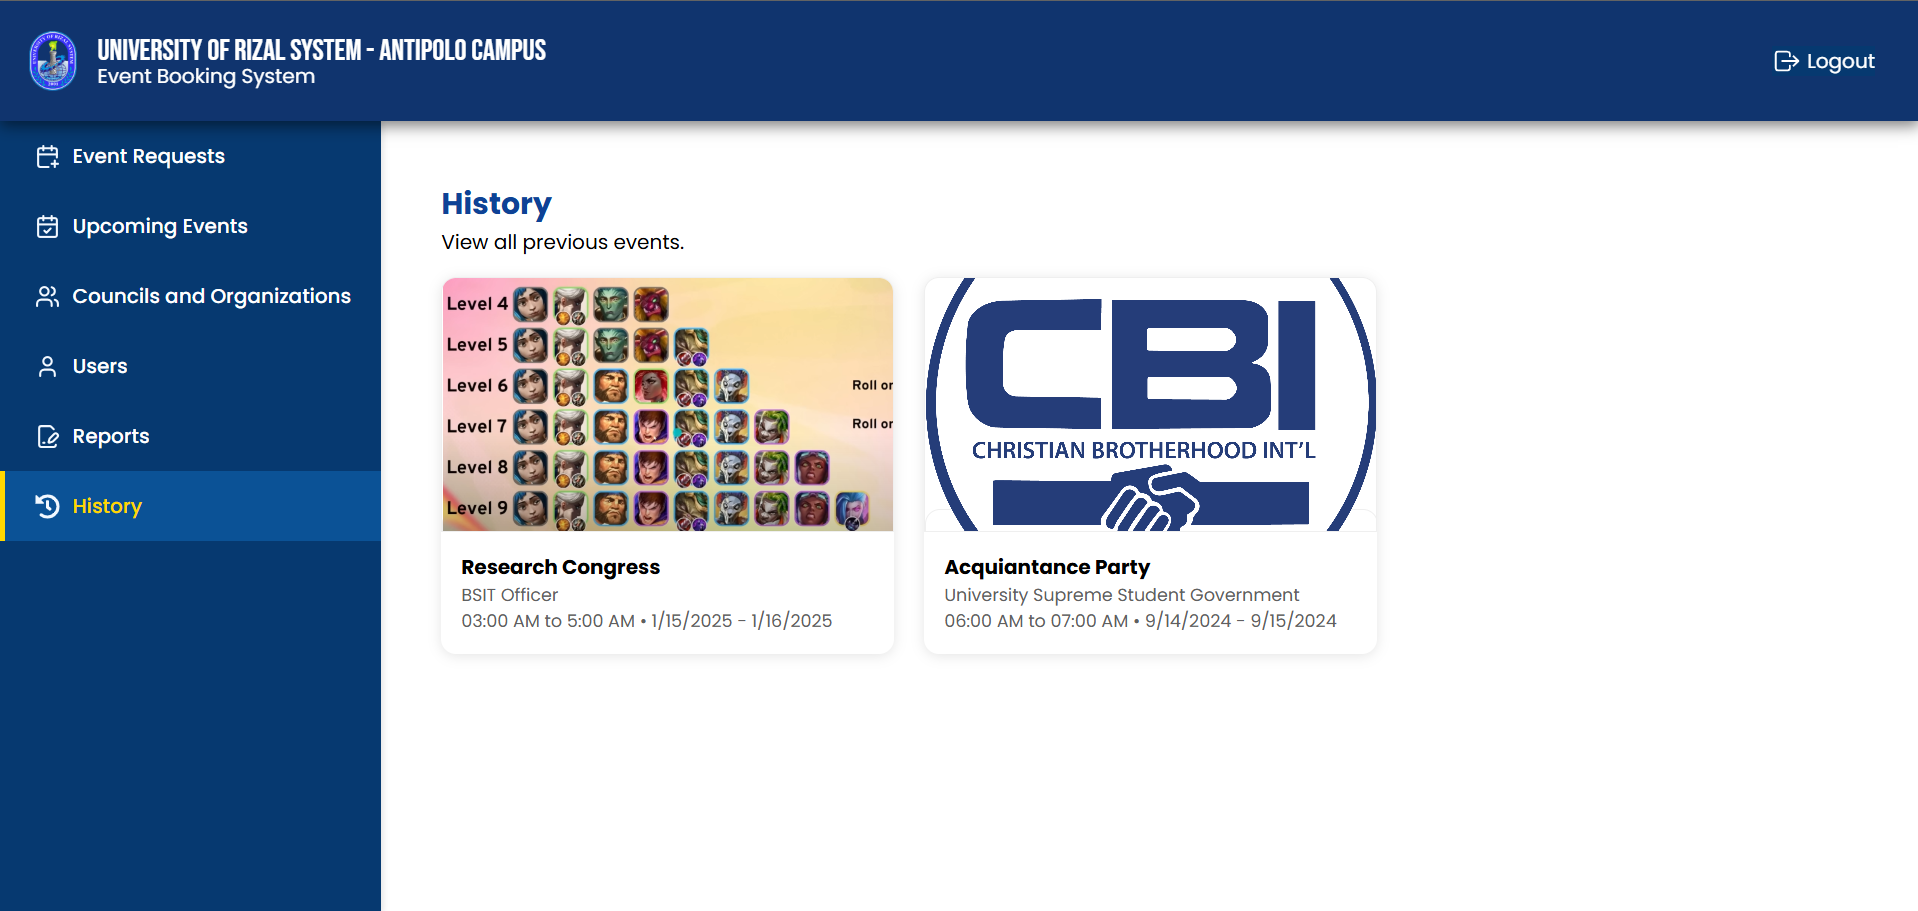 UNIVERSITY OF RIZAL SYSTEM - ANTIPOLO CAMPUS
Event Booking System
Logout
Event Requests
Upcoming Events
Councils and Organizations
Users
Reports
History
History
View all previous events.
Level 4
Level 5
Level 6
Roll or
Level 7
Roll or
Level 8
Level 9
Research Congress
BSIT Officer
03:00 AM to 5:00 AM • 1/15/2025 - 1/16/2025
CBI
CHRISTIAN BROTHERHOOD INT'L
Acquiantance Party
University Supreme Student Government
06:00 AM to 07:00 AM • 9/14/2024 - 9/15/2024